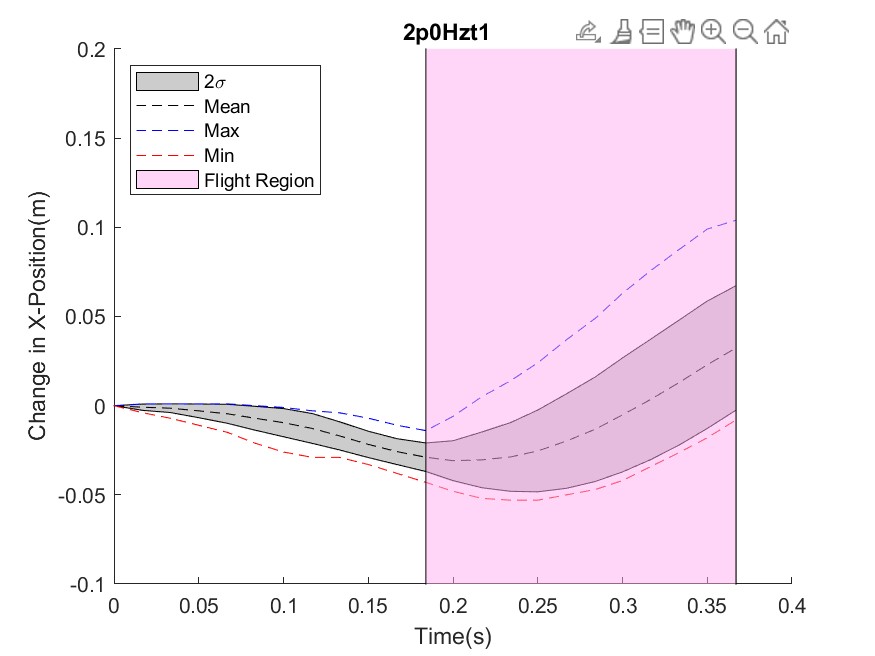 2p0Hzt1
0.2
0.15
0.1
0.05
0
-0.05
-0.1
Change in X-Position(m)
2σ
Mean
Max
Min
Flight Region
0 0.05 0.1 0.15 0.2 0.25 0.3 0.35 0.4
Time(s)